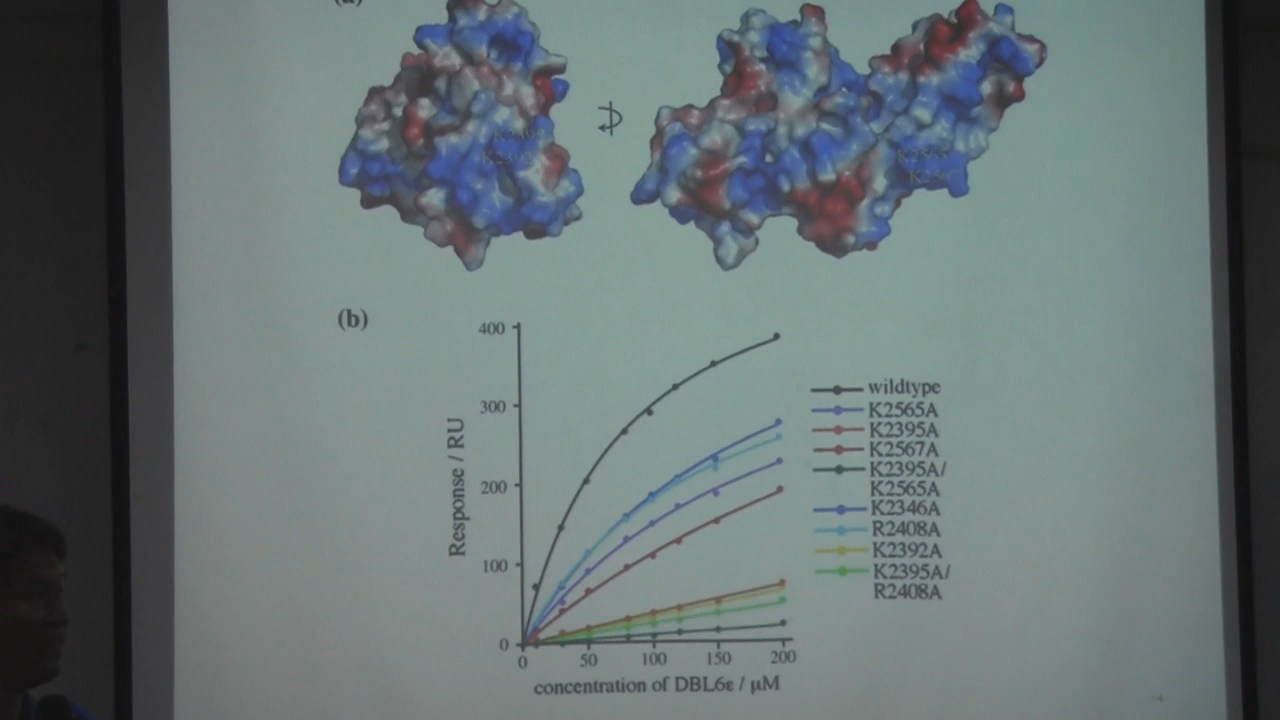 (a)
(b)
400
300
200
100
0
Response / RU
0 50 100 150 200
concentration of DBL6ε / μM
wildtype
K2565A
K2395A
K2567A
K2395A/
K2565A
K2346A
R2408A
K2392A
K2395A/
R2408A